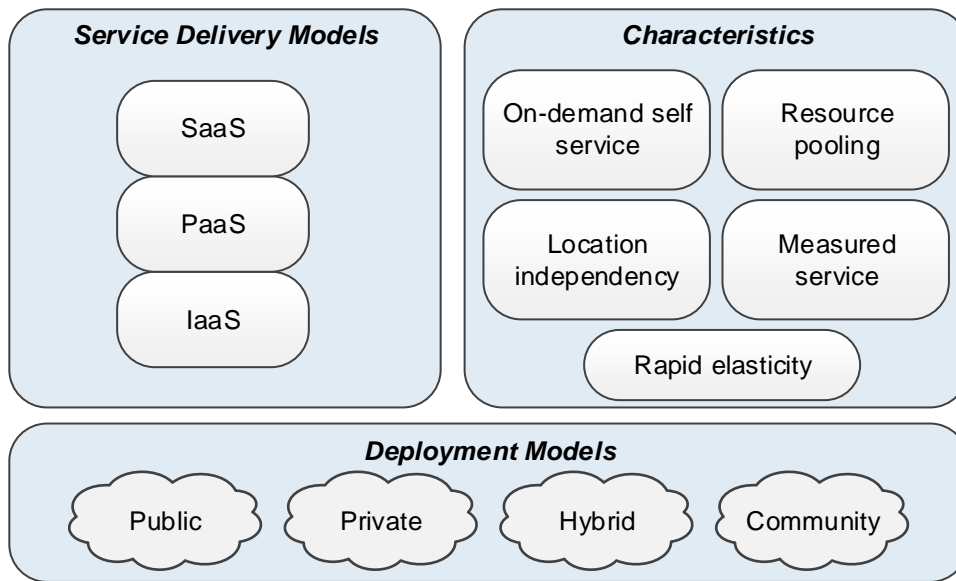 Service Delivery Models
SaaS
PaaS
IaaS
Characteristics
On-demand self
service
Resource
pooling
Location
independency
Measured
service
Rapid elasticity
Deployment Models
Public
Private
Hybrid
Community